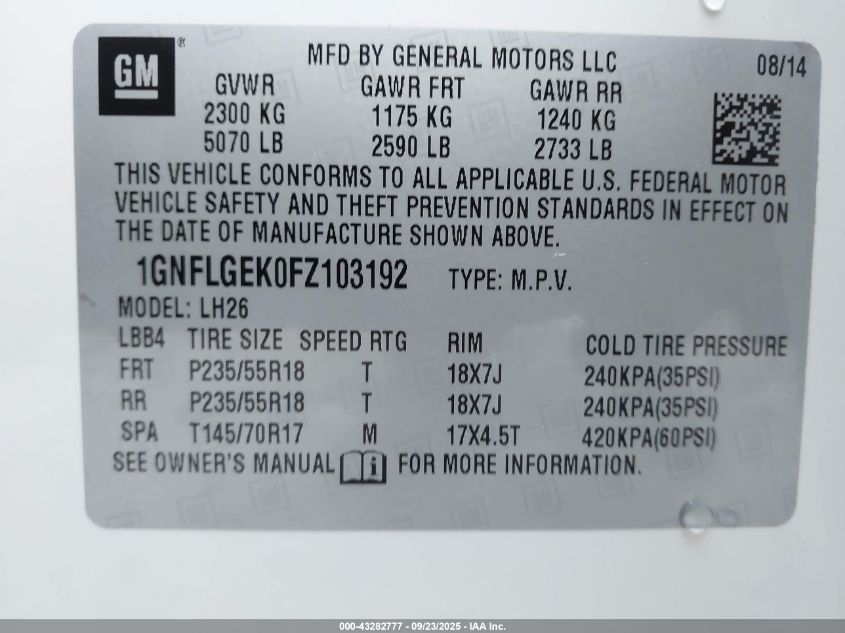 GM ®
MFD BY GENERAL MOTORS LLC 08/14
GVWR GAWR FRT GAWR RR
2300 KG 1175 KG 1240 KG
5070 LB 2590 LB 2733 LB
THIS VEHICLE CONFORMS TO ALL APPLICABLE U.S. FEDERAL MOTOR
VEHICLE SAFETY AND THEFT PREVENTION STANDARDS IN EFFECT ON
THE DATE OF MANUFACTURE SHOWN ABOVE.
1GNFLGEK0FZ103192 TYPE: M.P.V.
MODEL: LH26
LBB4 TIRE SIZE SPEED RTG RIM COLD TIRE PRESSURE
FRT P235/55R18 T 18X7J 240KPA(35PSI)
RR P235/55R18 T 18X7J 240KPA(35PSI)
SPA T145/70R17 M 17X4.5T 420KPA(60PSI)
SEE OWNER'S MANUAL i FOR MORE INFORMATION.
000-43282777 - 09/23/2025 - IAA Inc.